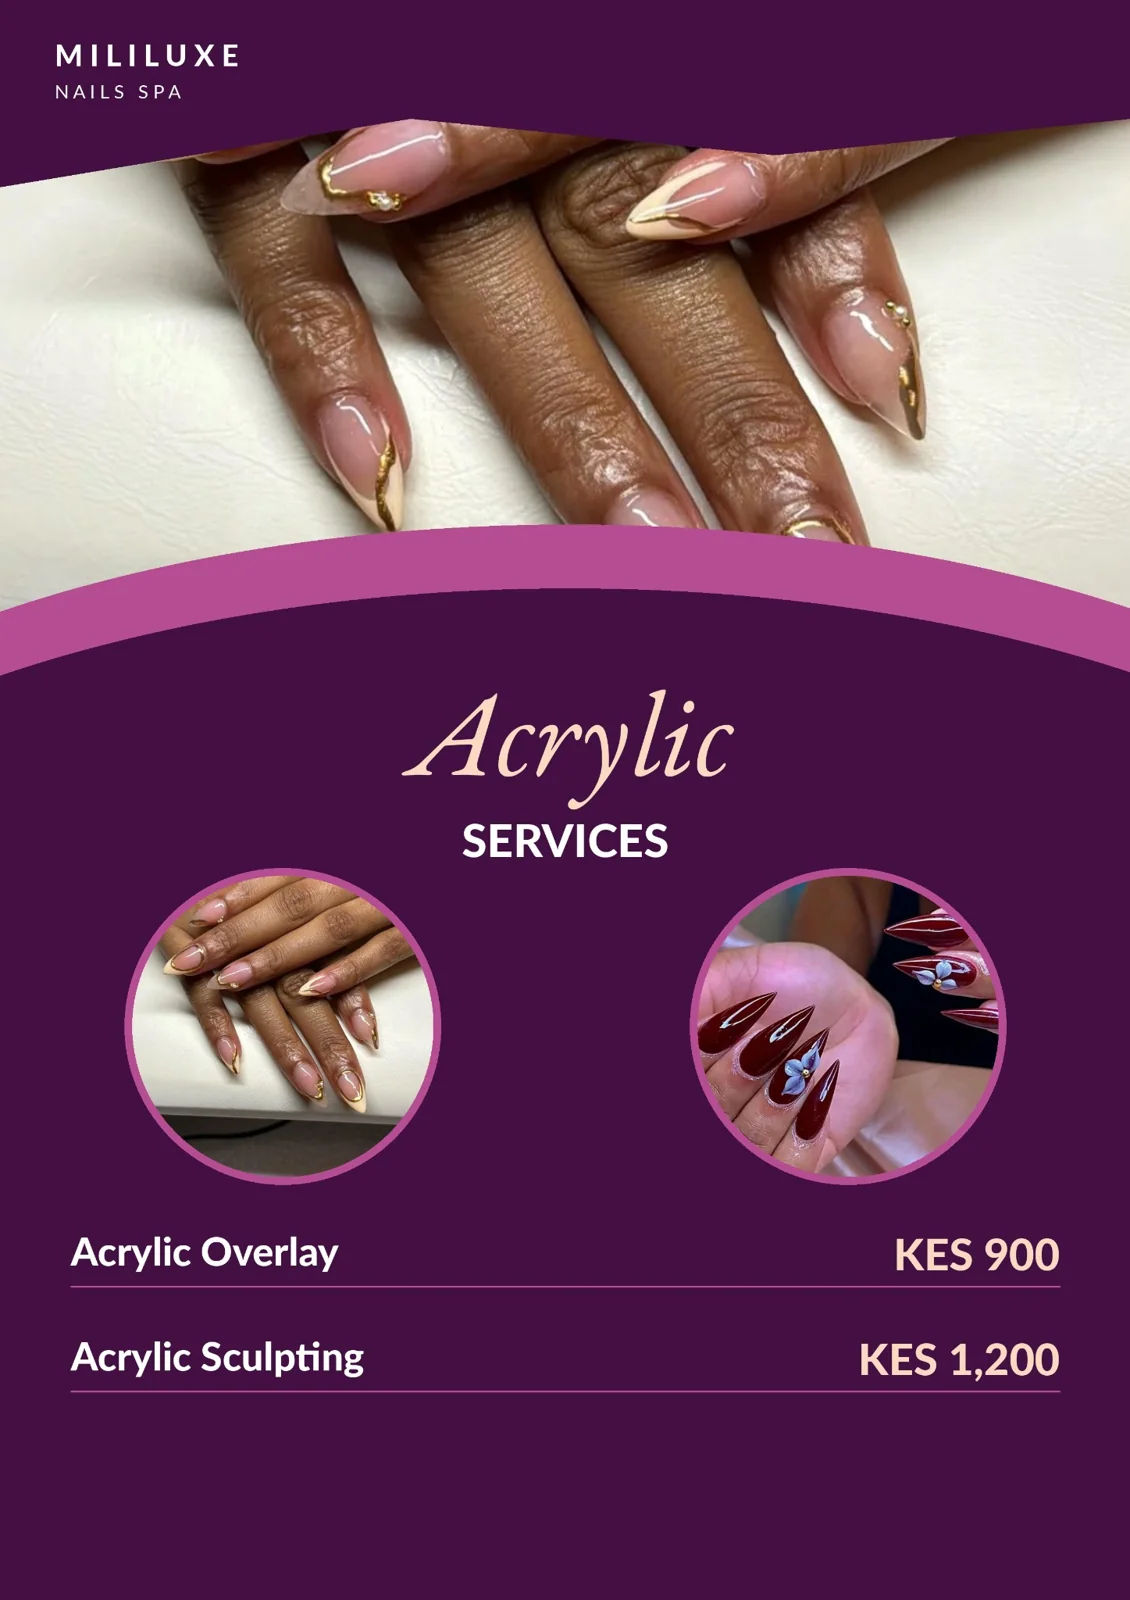 MILILUXE
NAILS SPA
Acrylic
SERVICES
Acrylic Overlay KES 900
Acrylic Sculpting KES 1,200